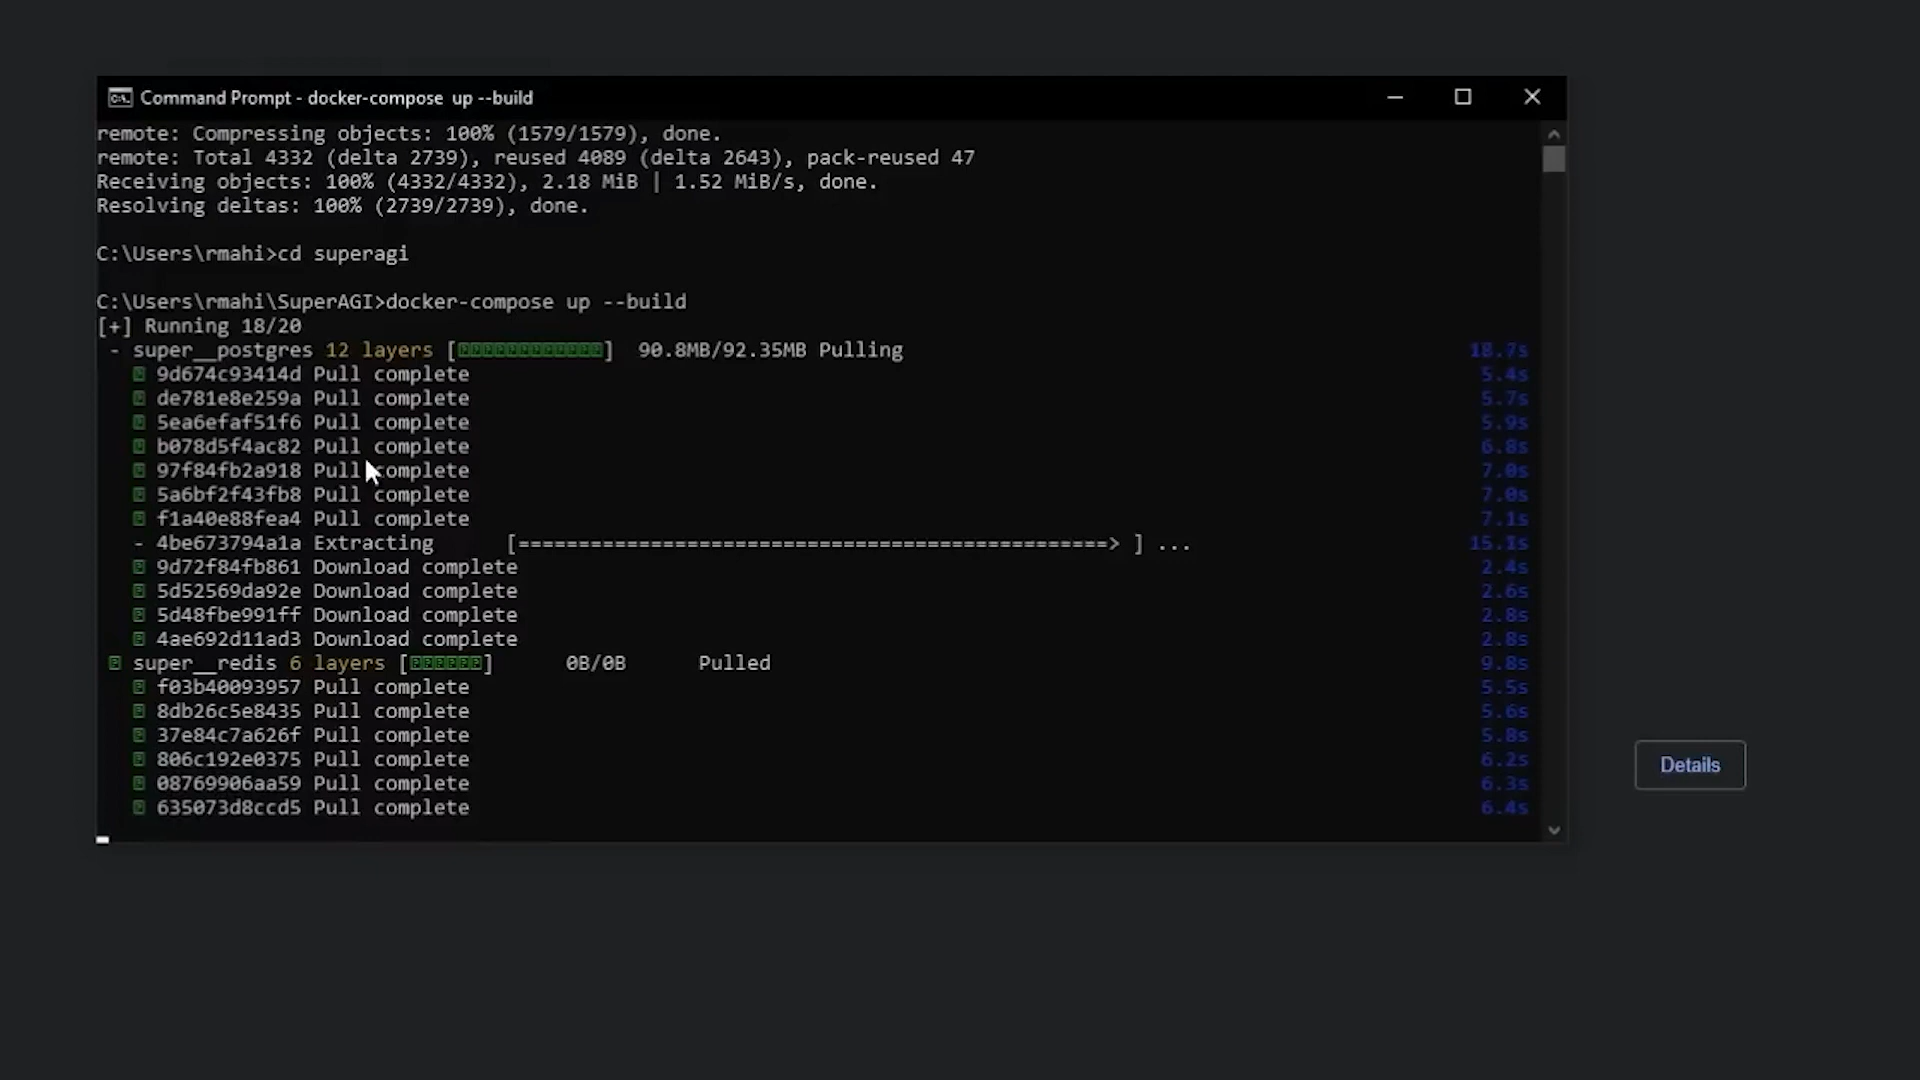 Command Prompt - docker-compose up --build
remote: Compressing objects: 100% (1579/1579), done.
remote: Total 4332 (delta 2739), reused 4089 (delta 2643), pack-reused 47
Receiving objects: 100% (4332/4332), 2.18 MiB | 1.52 MiB/s, done.
Resolving deltas: 100% (2739/2739), done.
C:\Users\rmahi>cd superagi
C:\Users\rmahi\SuperAGI>docker-compose up --build
[+] Running 18/20
- super__postgres 12 layers [⍰⍰⍰⍰⍰⍰⍰⍰⍰⍰⍰⍰] 90.8MB/92.35MB Pulling 18.7s
9d674c93414d Pull complete 5.4s
de781e8e259a Pull complete 5.7s
5ea6efaf51f6 Pull complete 5.9s
b078d5f4ac82 Pull complete 6.8s
97f84fb2a918 Pull complete 7.0s
5a6bf2f43fb8 Pull complete 7.0s
f1a40e88fea4 Pull complete 7.1s
- 4be673794a1a Extracting [=================================================> ] ... 15.1s
9d72f84fb861 Download complete 2.4s
5d52569da92e Download complete 2.6s
5d48fbe991ff Download complete 2.8s
4ae692d11ad3 Download complete 2.8s
super__redis 6 layers [⍰⍰⍰⍰⍰⍰] 0B/0B Pulled 9.8s
f03b40093957 Pull complete 5.5s
8db26c5e8435 Pull complete 5.6s
37e84c7a626f Pull complete 5.8s
806c192e0375 Pull complete 6.2s
08769906aa59 Pull complete 6.3s
635073d8ccd5 Pull complete 6.4s
Details